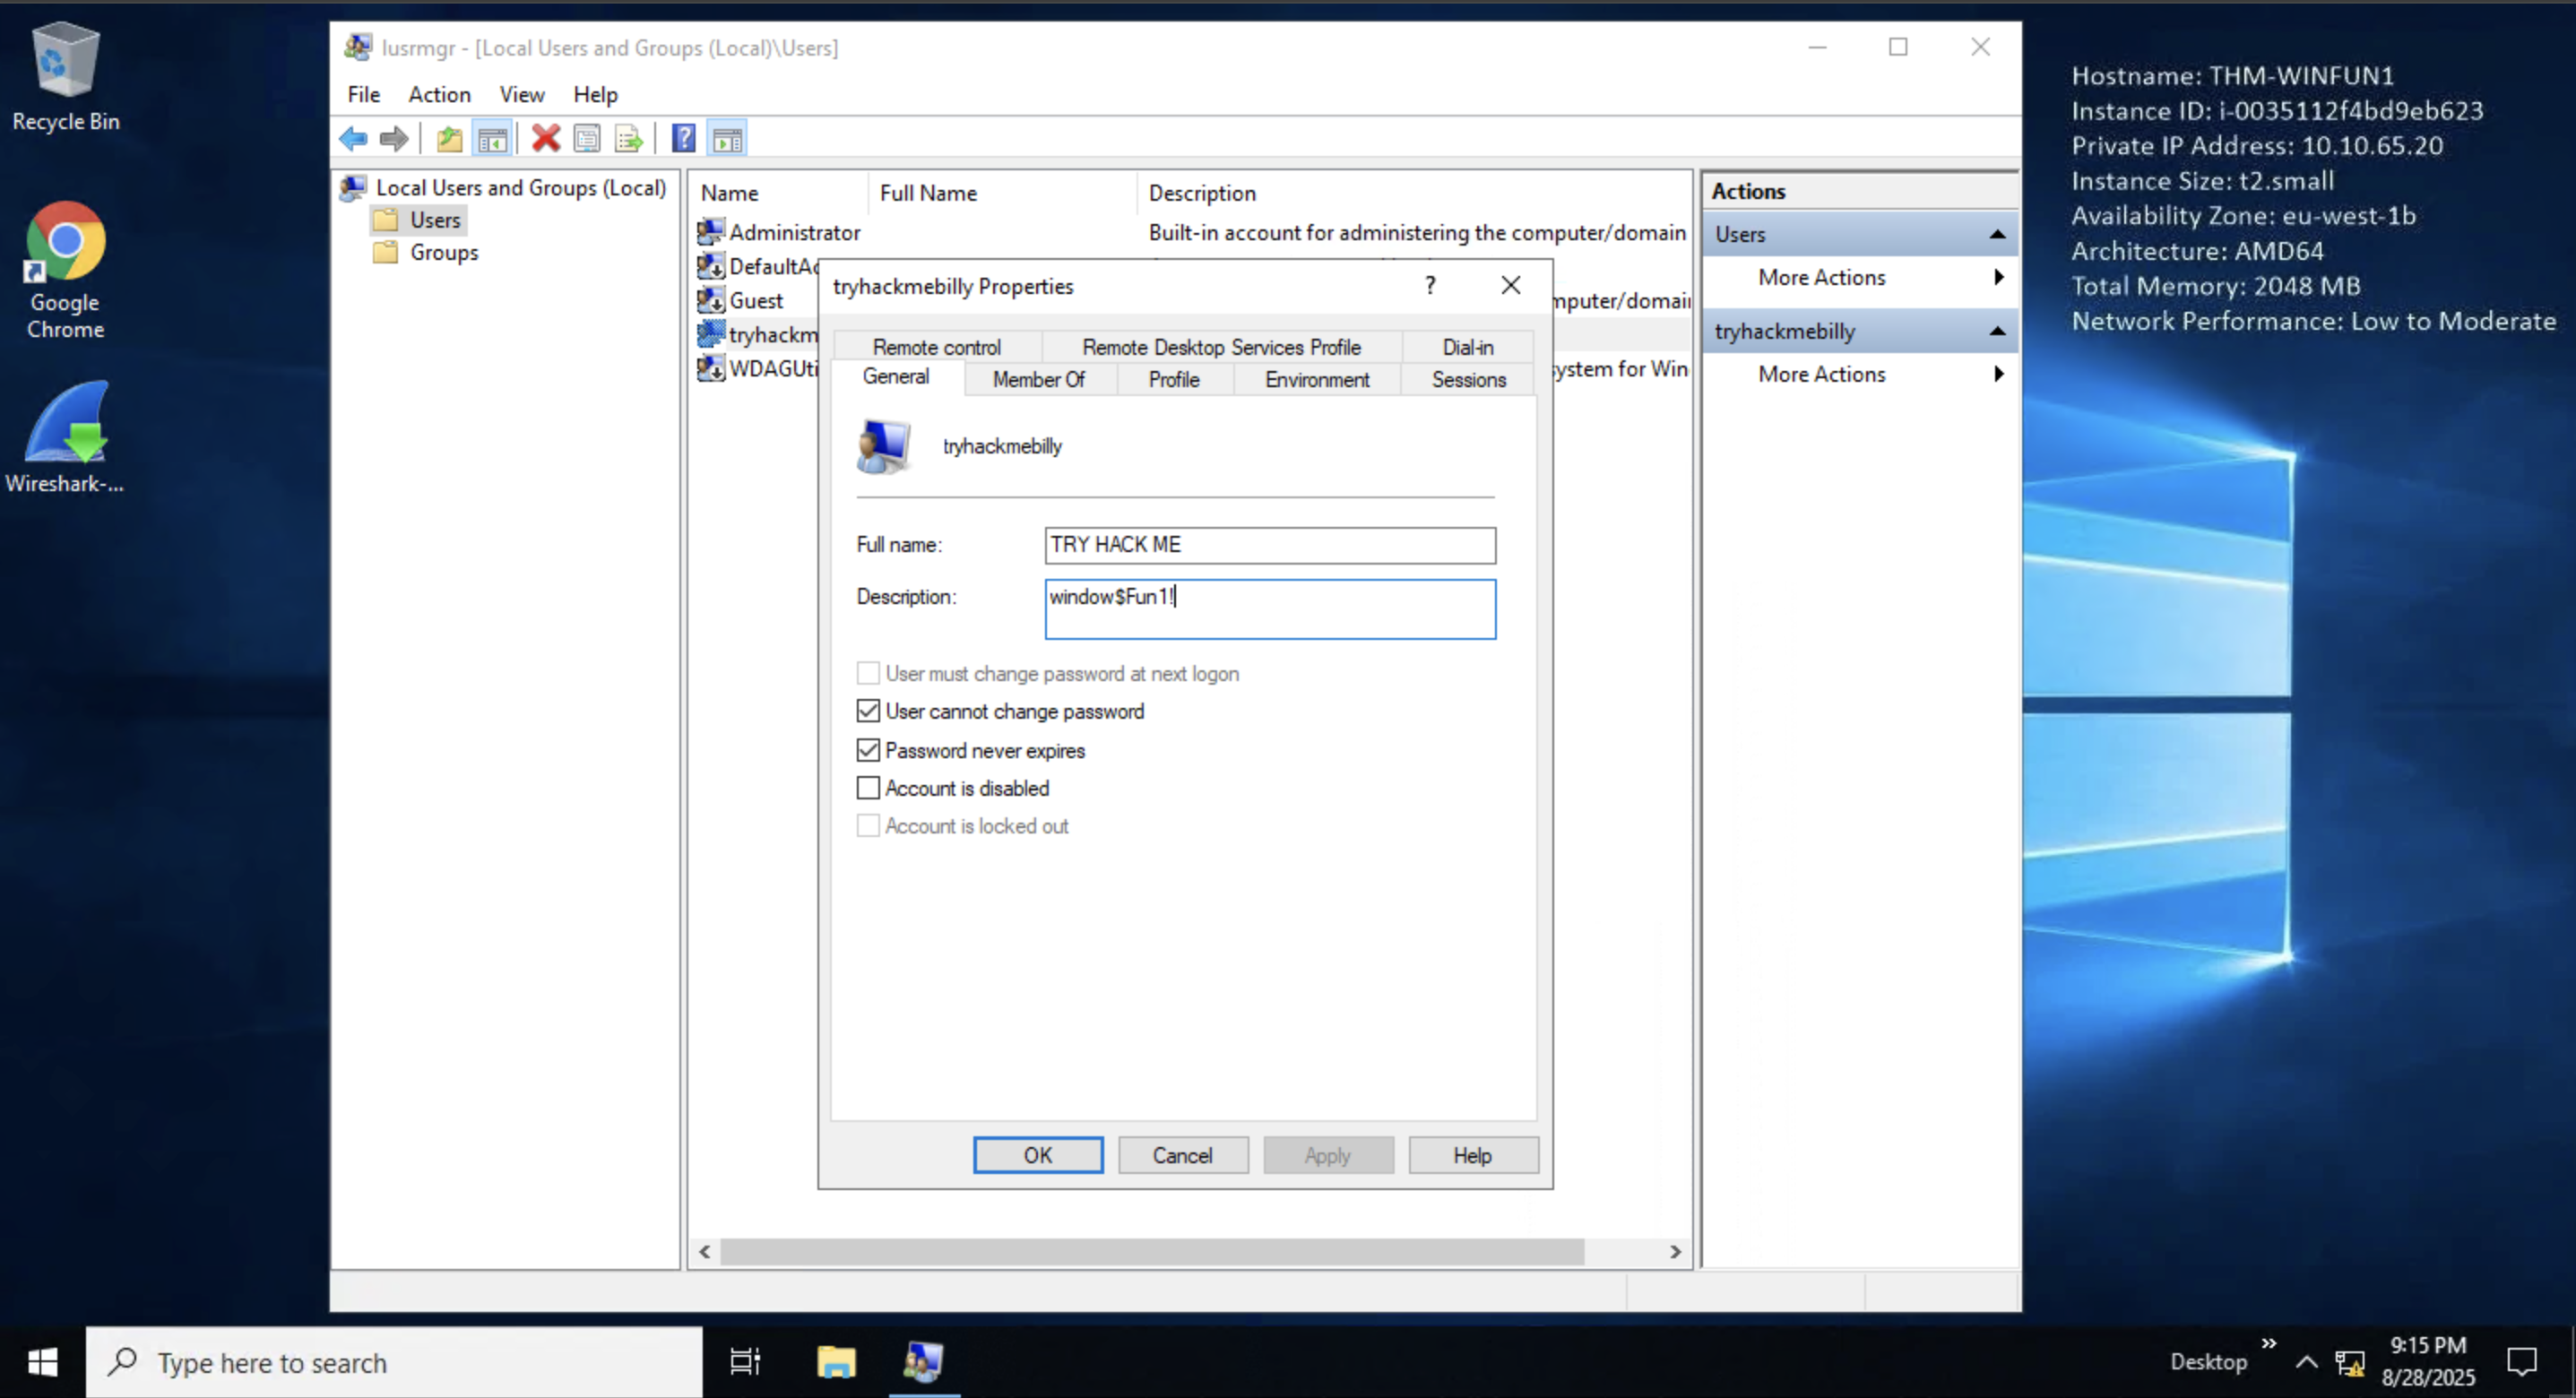 Recycle Bin
Google
Chrome
Wireshark-...
lusrmgr - [Local Users and Groups (Local)\Users]
File Action View Help
Local Users and Groups (Local)
Users
Groups
Name Full Name Description
Administrator Built-in account for administering the computer/domain
DefaultAc
Guest mputer/domain
tryhackm
WDAGUti system for Win
tryhackmebilly Properties
?
Remote control Remote Desktop Services Profile Dial-in
General Member Of Profile Environment Sessions
tryhackmebilly
Full name: TRY HACK ME
Description: window$Fun1!
User must change password at next logon
User cannot change password
Password never expires
Account is disabled
Account is locked out
OK Cancel Apply Help
Actions
Users
More Actions
tryhackmebilly
More Actions
Hostname: THM-WINFUN1
Instance ID: i-0035112f4bd9eb623
Private IP Address: 10.10.65.20
Instance Size: t2.small
Availability Zone: eu-west-1b
Architecture: AMD64
Total Memory: 2048 MB
Network Performance: Low to Moderate
Type here to search
Desktop
9:15 PM
8/28/2025